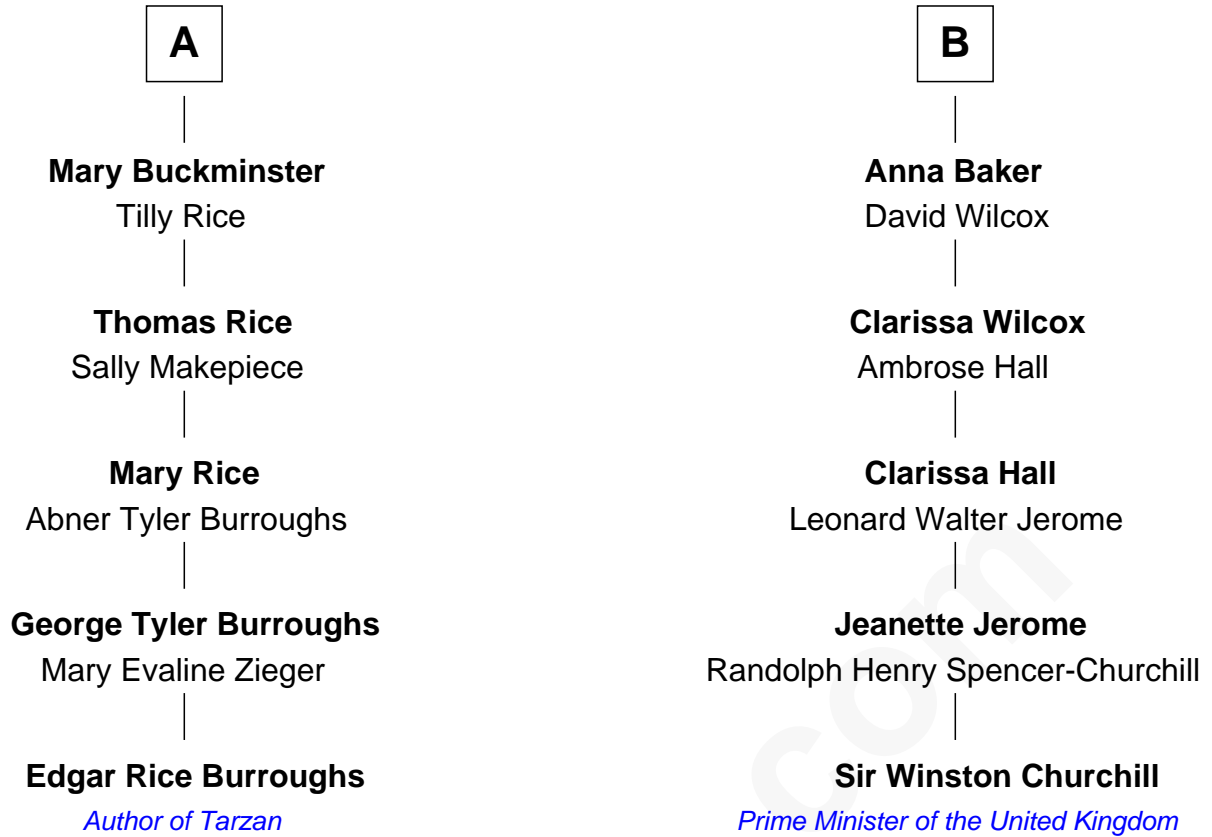 A
Mary Buckminster
Tilly Rice
Thomas Rice
Sally Makepiece
Mary Rice
Abner Tyler Burroughs
George Tyler Burroughs
Mary Evaline Zieger
Edgar Rice Burroughs
Author of Tarzan
B
Anna Baker
David Wilcox
Clarissa Wilcox
Ambrose Hall
Clarissa Hall
Leonard Walter Jerome
Jeanette Jerome
Randolph Henry Spencer-Churchill
Sir Winston Churchill
Prime Minister of the United Kingdom
com